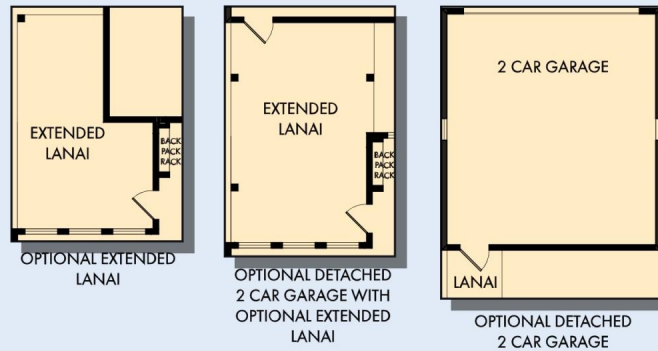 EXTENDED
LANAI
BACK
PACK
RACK
OPTIONAL EXTENDED
LANAI
EXTENDED
LANAI
BACK
PACK
RACK
OPTIONAL DETACHED
2 CAR GARAGE WITH
OPTIONAL EXTENDED
LANAI
2 CAR GARAGE
LANAI
OPTIONAL DETACHED
2 CAR GARAGE